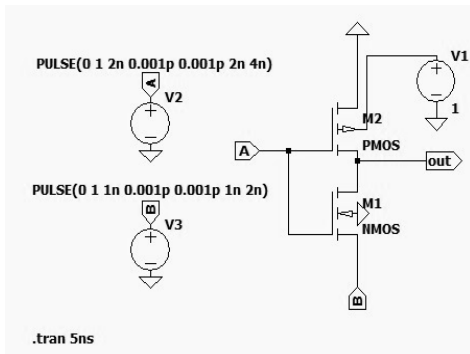 PULSE(0 1 2n 0.001p 0.001p 2n 4n)
A
V2
PULSE(0 1 1n 0.001p 0.001p 1n 2n)
B
V3
V1
1
M2
PMOS
A
out
M1
NMOS
B
.tran 5ns